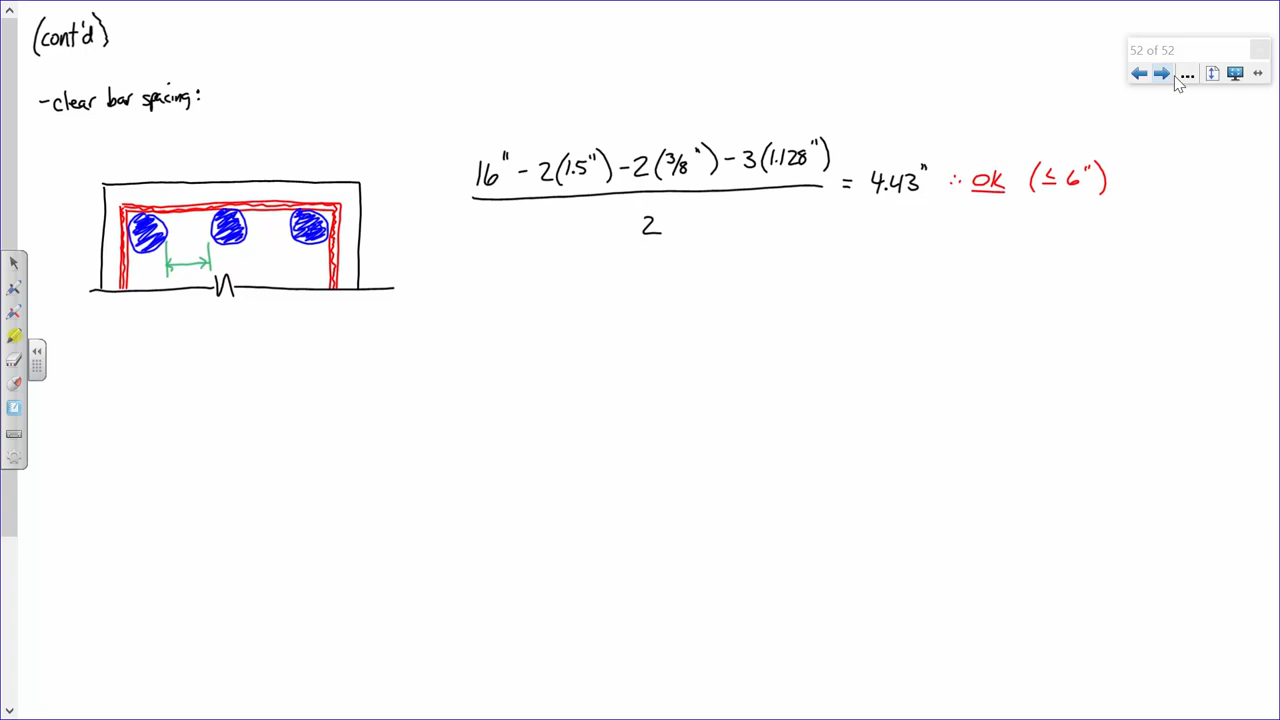 (cont'd)
52 of 52
-clear bar spacing:
16" - 2(1.5") - 2(3/8") - 3(1.128")
= 4.43" ∴ OK (≤ 6")
2